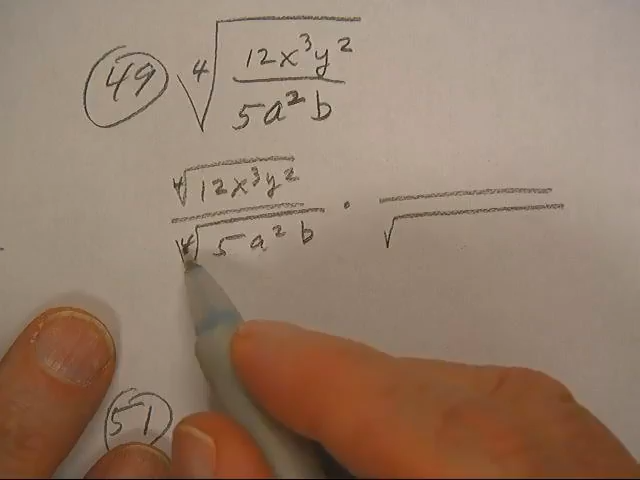 49 ∜(12x³y² / 5a²b)
∜(12x³y²) / ∜(5a²b) · —— / √
51